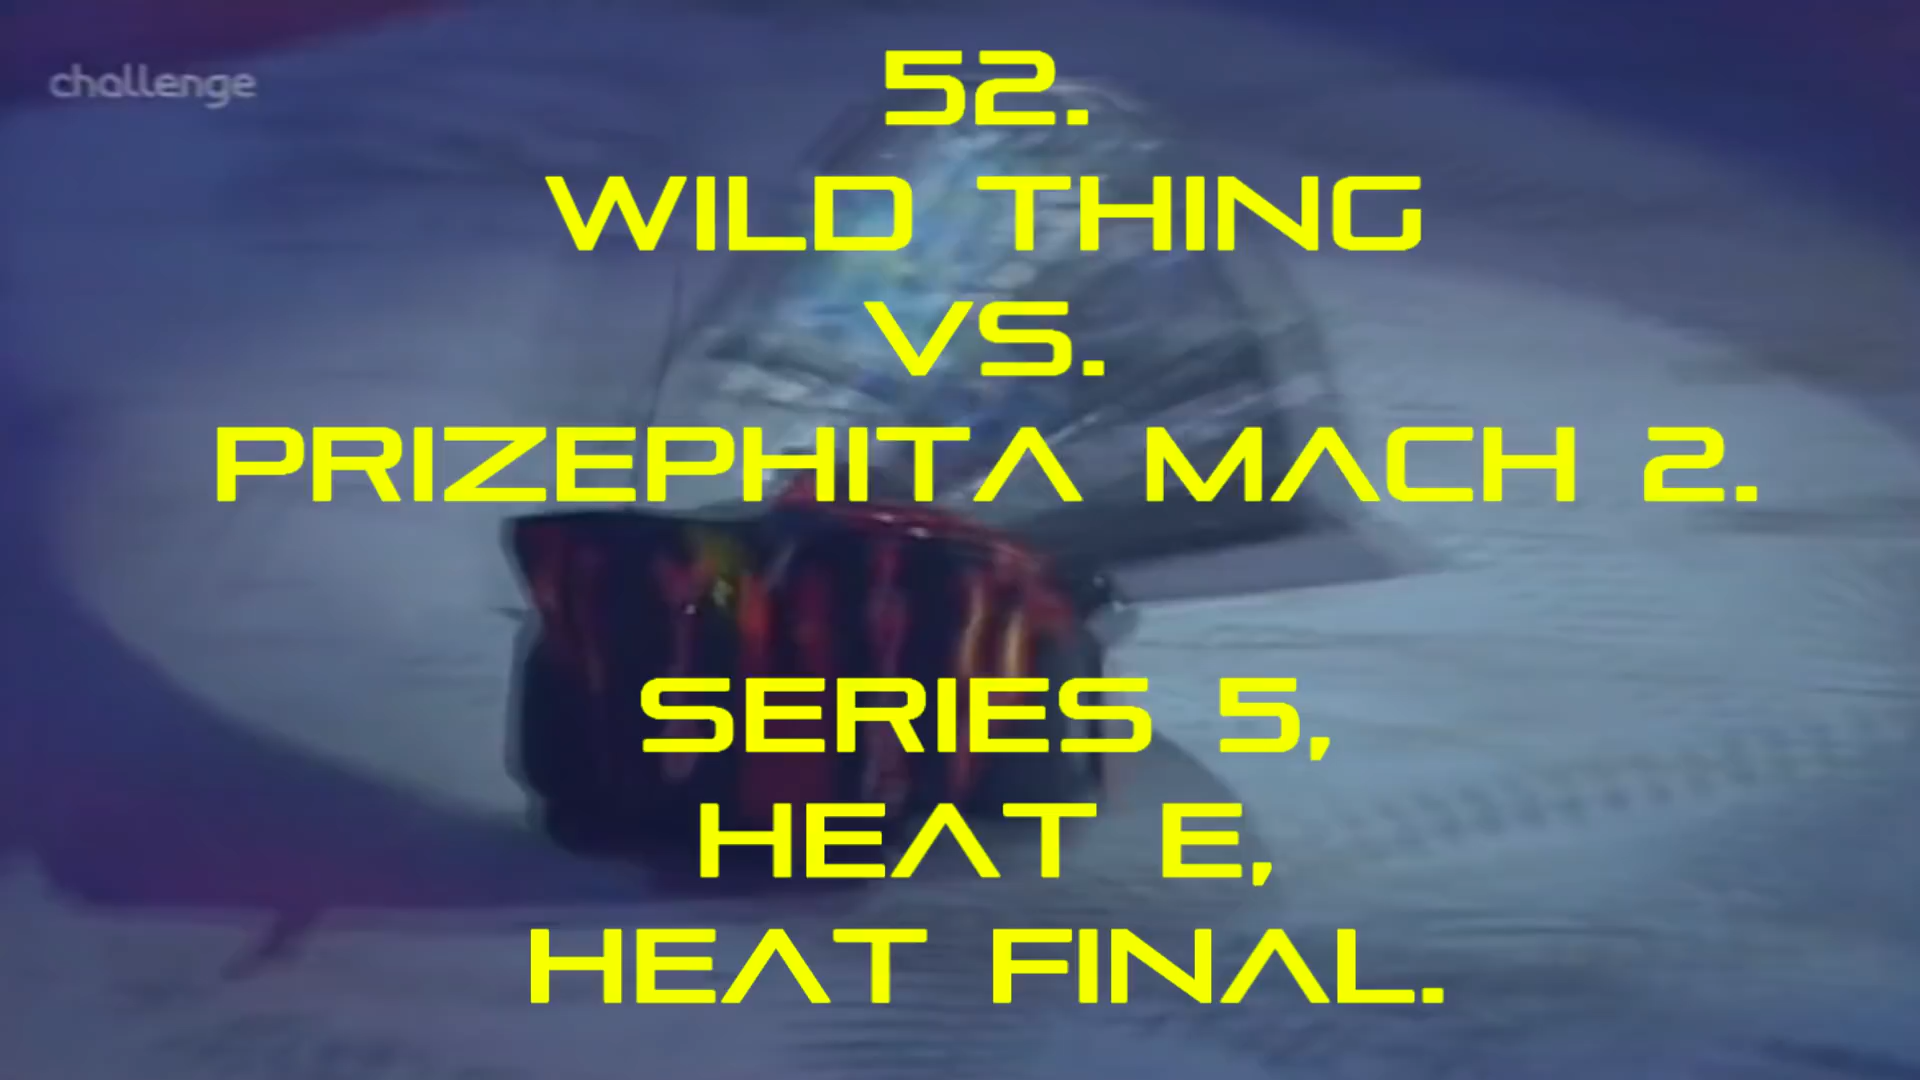 challenge
52.
WILD THING
VS.
PRIZEPHITA MACH 2.
SERIES 5,
HEAT E,
HEAT FINAL.